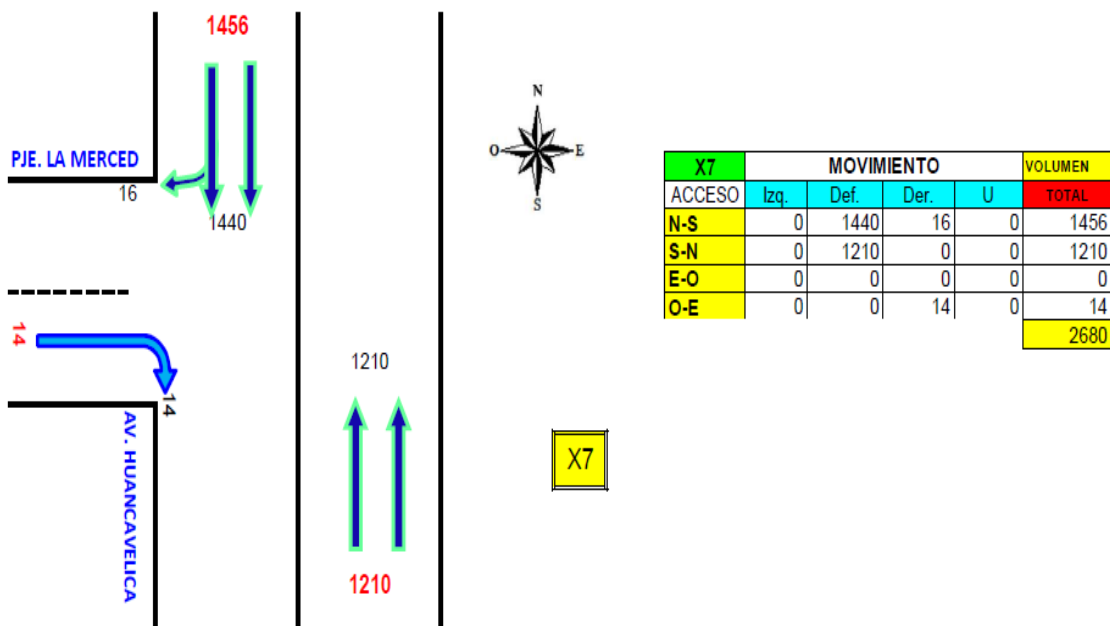 1456
PJE. LA MERCED
16
1440
14
14
AV. HUANCAVELICA
1210
1210
N
O E
S
X7
X7 MOVIMIENTO VOLUMEN
ACCESO Izq. Def. Der. U TOTAL
N-S 0 1440 16 0 1456
S-N 0 1210 0 0 1210
E-O 0 0 0 0 0
O-E 0 0 14 0 14
2680